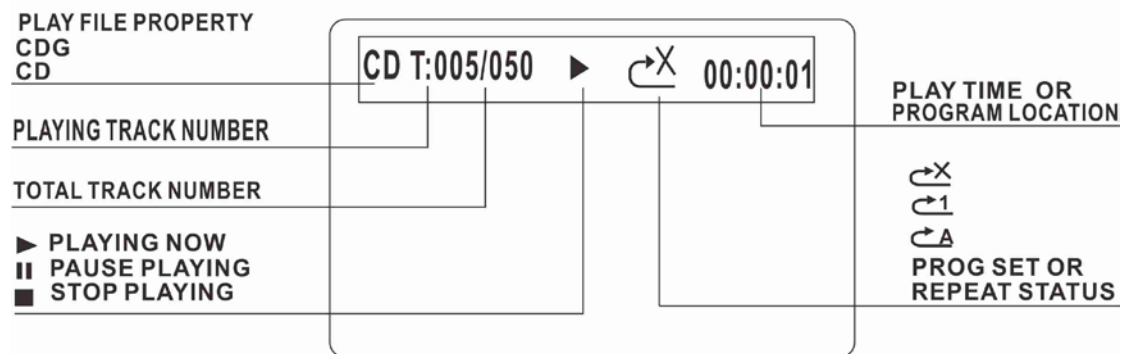 PLAY FILE PROPERTY
CDG
CD
CD T:005/050 ▶ X 00:00:01
PLAY TIME OR
PROGRAM LOCATION
PLAYING TRACK NUMBER
TOTAL TRACK NUMBER
▶ PLAYING NOW
PAUSE PLAYING
■ STOP PLAYING
X
1
A
PROG SET OR
REPEAT STATUS